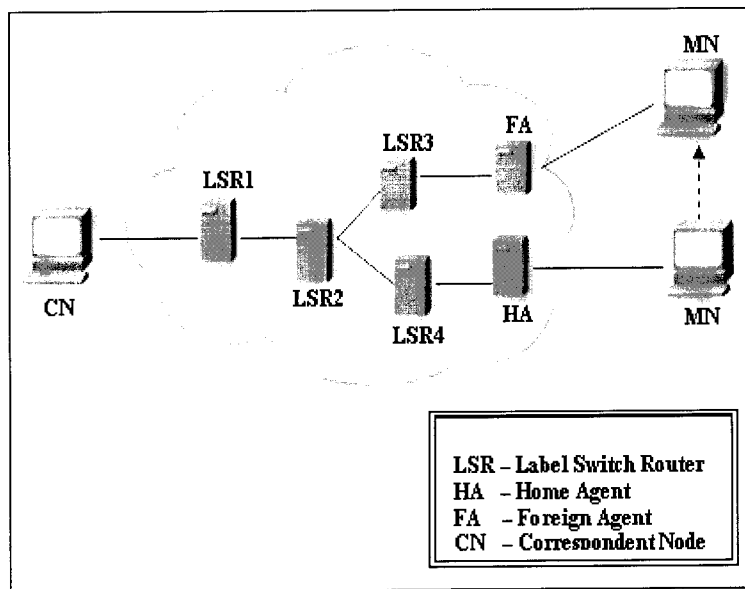 MN
FA
LSR3
LSR1
CN
LSR2
LSR4
HA
MN
LSR – Label Switch Router
HA – Home Agent
FA – Foreign Agent
CN – Correspondent Node